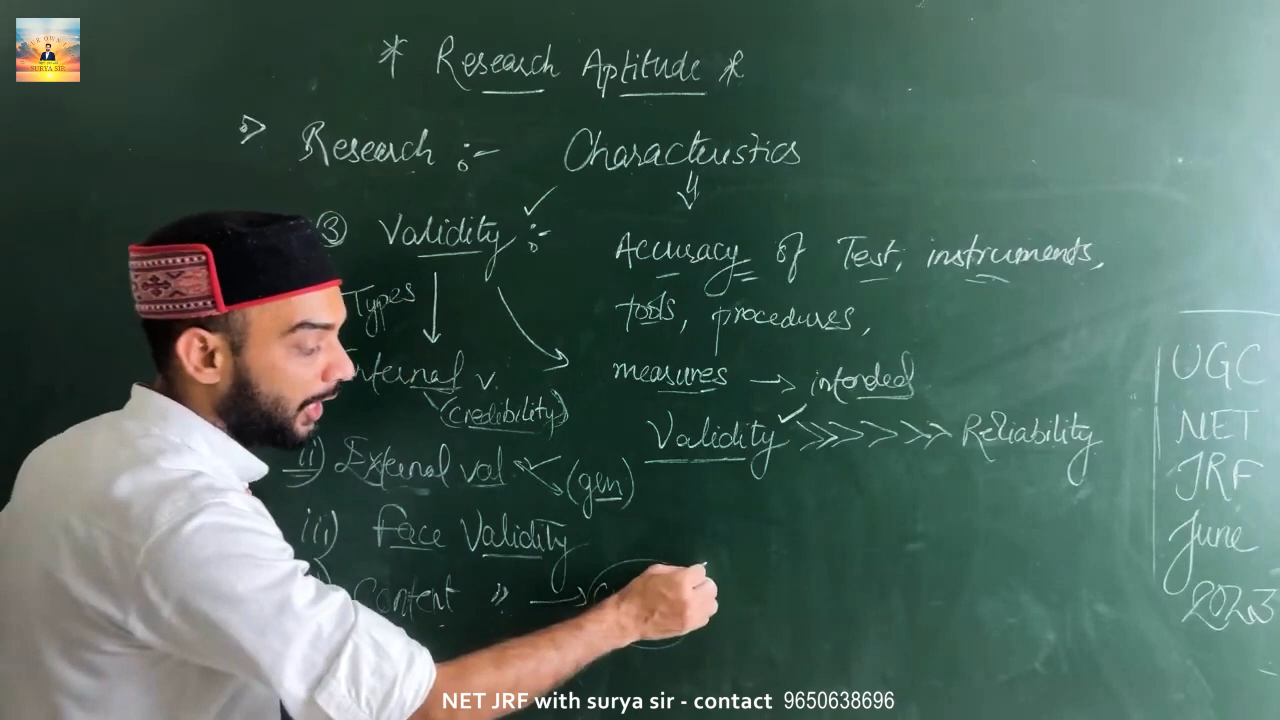 * Research Aptitude *
Research :- Characteristics
③ Validity :-
Accuracy of Test, instruments,
tools, procedures,
measures → intended
Validity >>>>>> Reliability
Types
Internal v.
(credibility)
ii) External val (gen)
iii) Face Validity
Content " →
UGC
NET
JRF
June
2023
SURYA SIR
NET JRF with surya sir - contact 9650638696